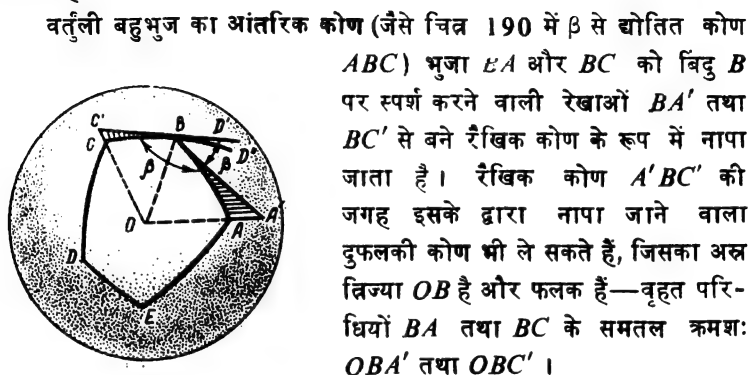 वर्तुली बहुभुज का आंतरिक कोण (जैसे चित्र 190 में β से द्योतित कोण
ABC) भुजा BA और BC को बिंदु B
पर स्पर्श करने वाली रेखाओं BA′ तथा
BC′ से बने रैखिक कोण के रूप में नापा
जाता है। रैखिक कोण A′BC′ की
जगह इसके द्वारा नापा जाने वाला
दुफलकी कोण भी ले सकते हैं, जिसका अस्र
त्रिज्या OB है और फलक हैं—वृहत परि-
धियों BA तथा BC के समतल क्रमश:
OBA′ तथा OBC′ ।
C′
C
B
D′
D″
β
β
O
A
A′
D
E